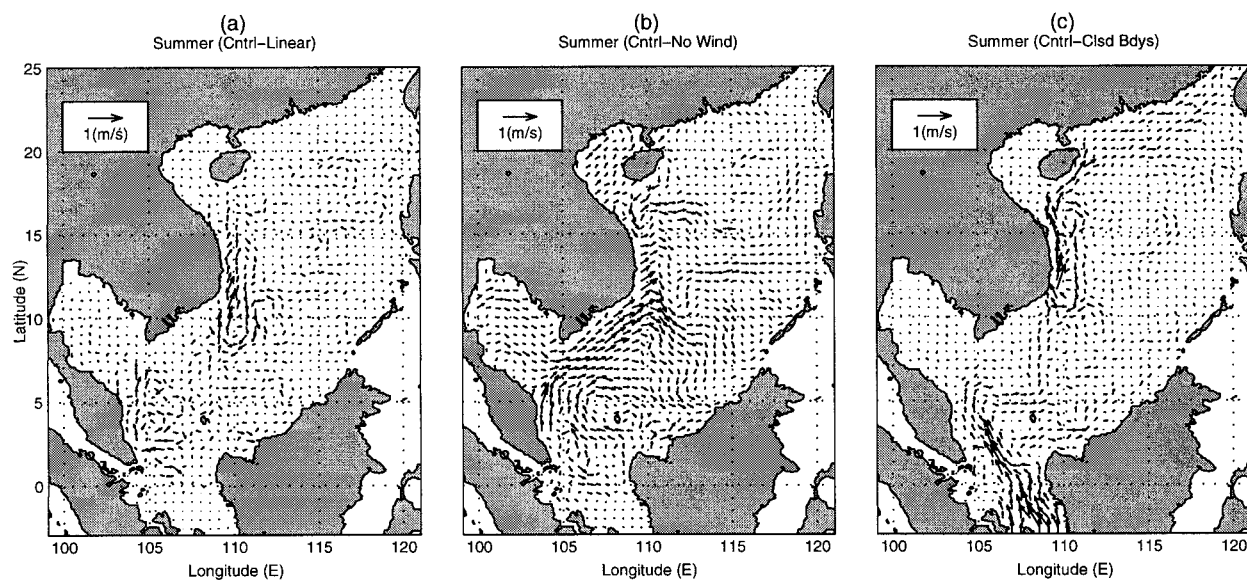 (a)
Summer (Cntrl-Linear)
25
20
15
10
5
0
Latitude (N)
1(m/s)
100 105 110 115 120
Longitude (E)
(b)
Summer (Cntrl-No Wind)
1(m/s)
100 105 110 115 120
Longitude (E)
(c)
Summer (Cntrl-Clsd Bdys)
1(m/s)
100 105 110 115 120
Longitude (E)